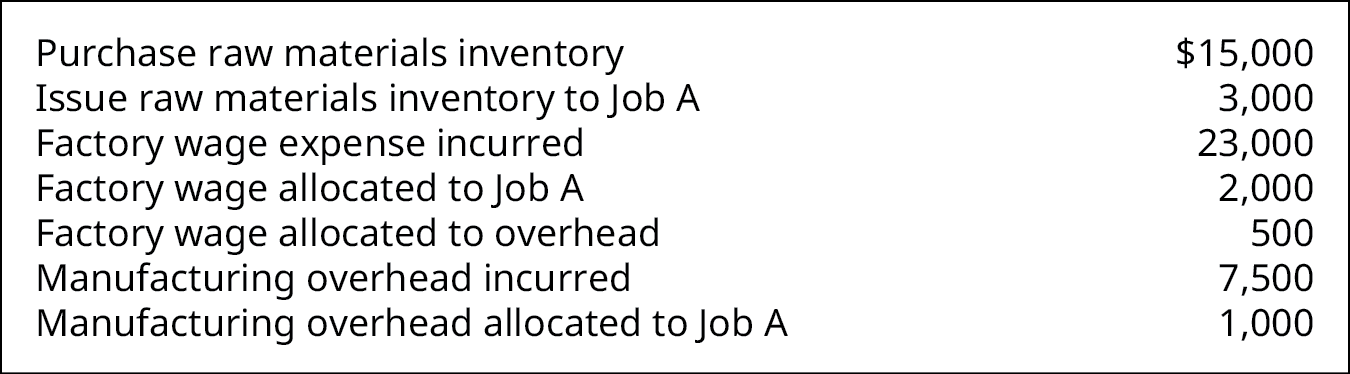 Purchase raw materials inventory $15,000
Issue raw materials inventory to Job A 3,000
Factory wage expense incurred 23,000
Factory wage allocated to Job A 2,000
Factory wage allocated to overhead 500
Manufacturing overhead incurred 7,500
Manufacturing overhead allocated to Job A 1,000